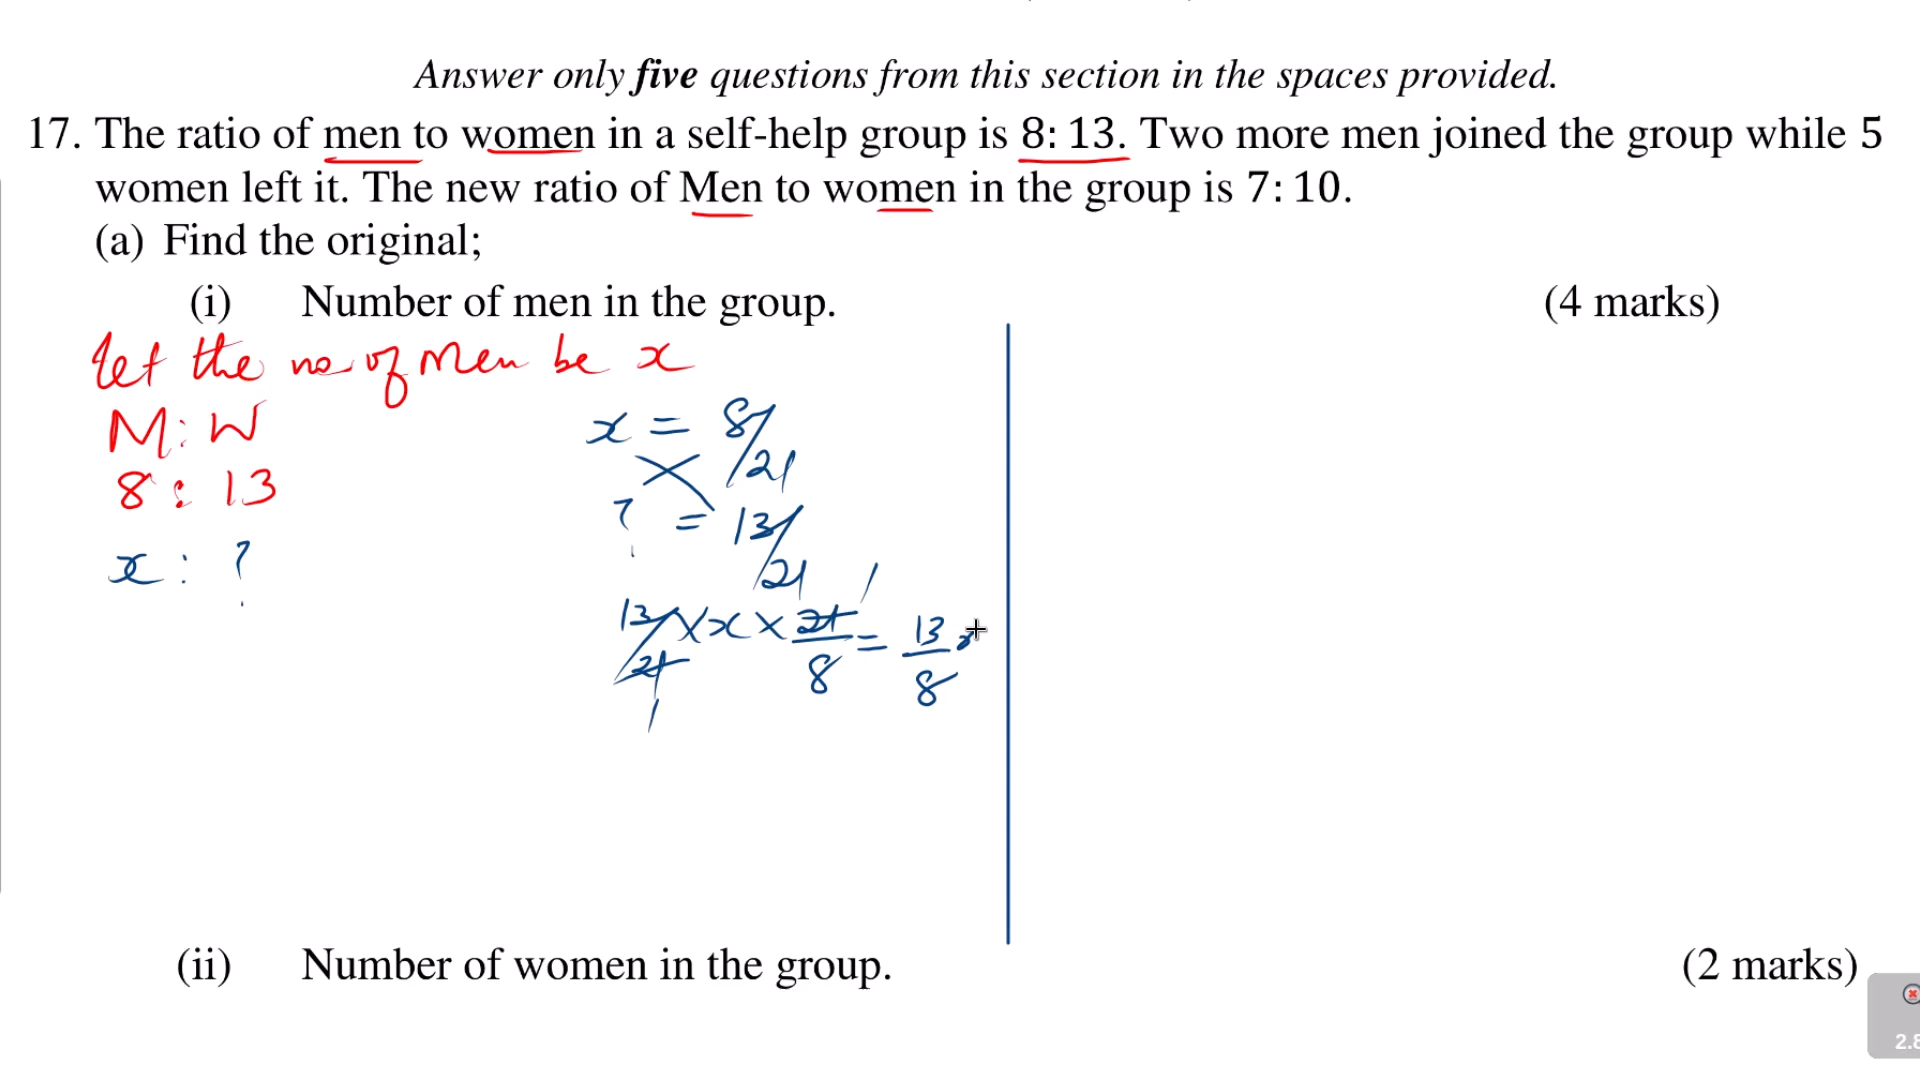 Answer only five questions from this section in the spaces provided.
17. The ratio of men to women in a self-help group is 8: 13. Two more men joined the group while 5
women left it. The new ratio of Men to women in the group is 7: 10.
(a) Find the original;
(i) Number of men in the group. (4 marks)
let the no of Men be x
M : W
8 : 13
x : ?
x = 8/21
? = 13/21
13/21 × x × 21/8 = 13/8 x
1
1
(ii) Number of women in the group. (2 marks)
2.8